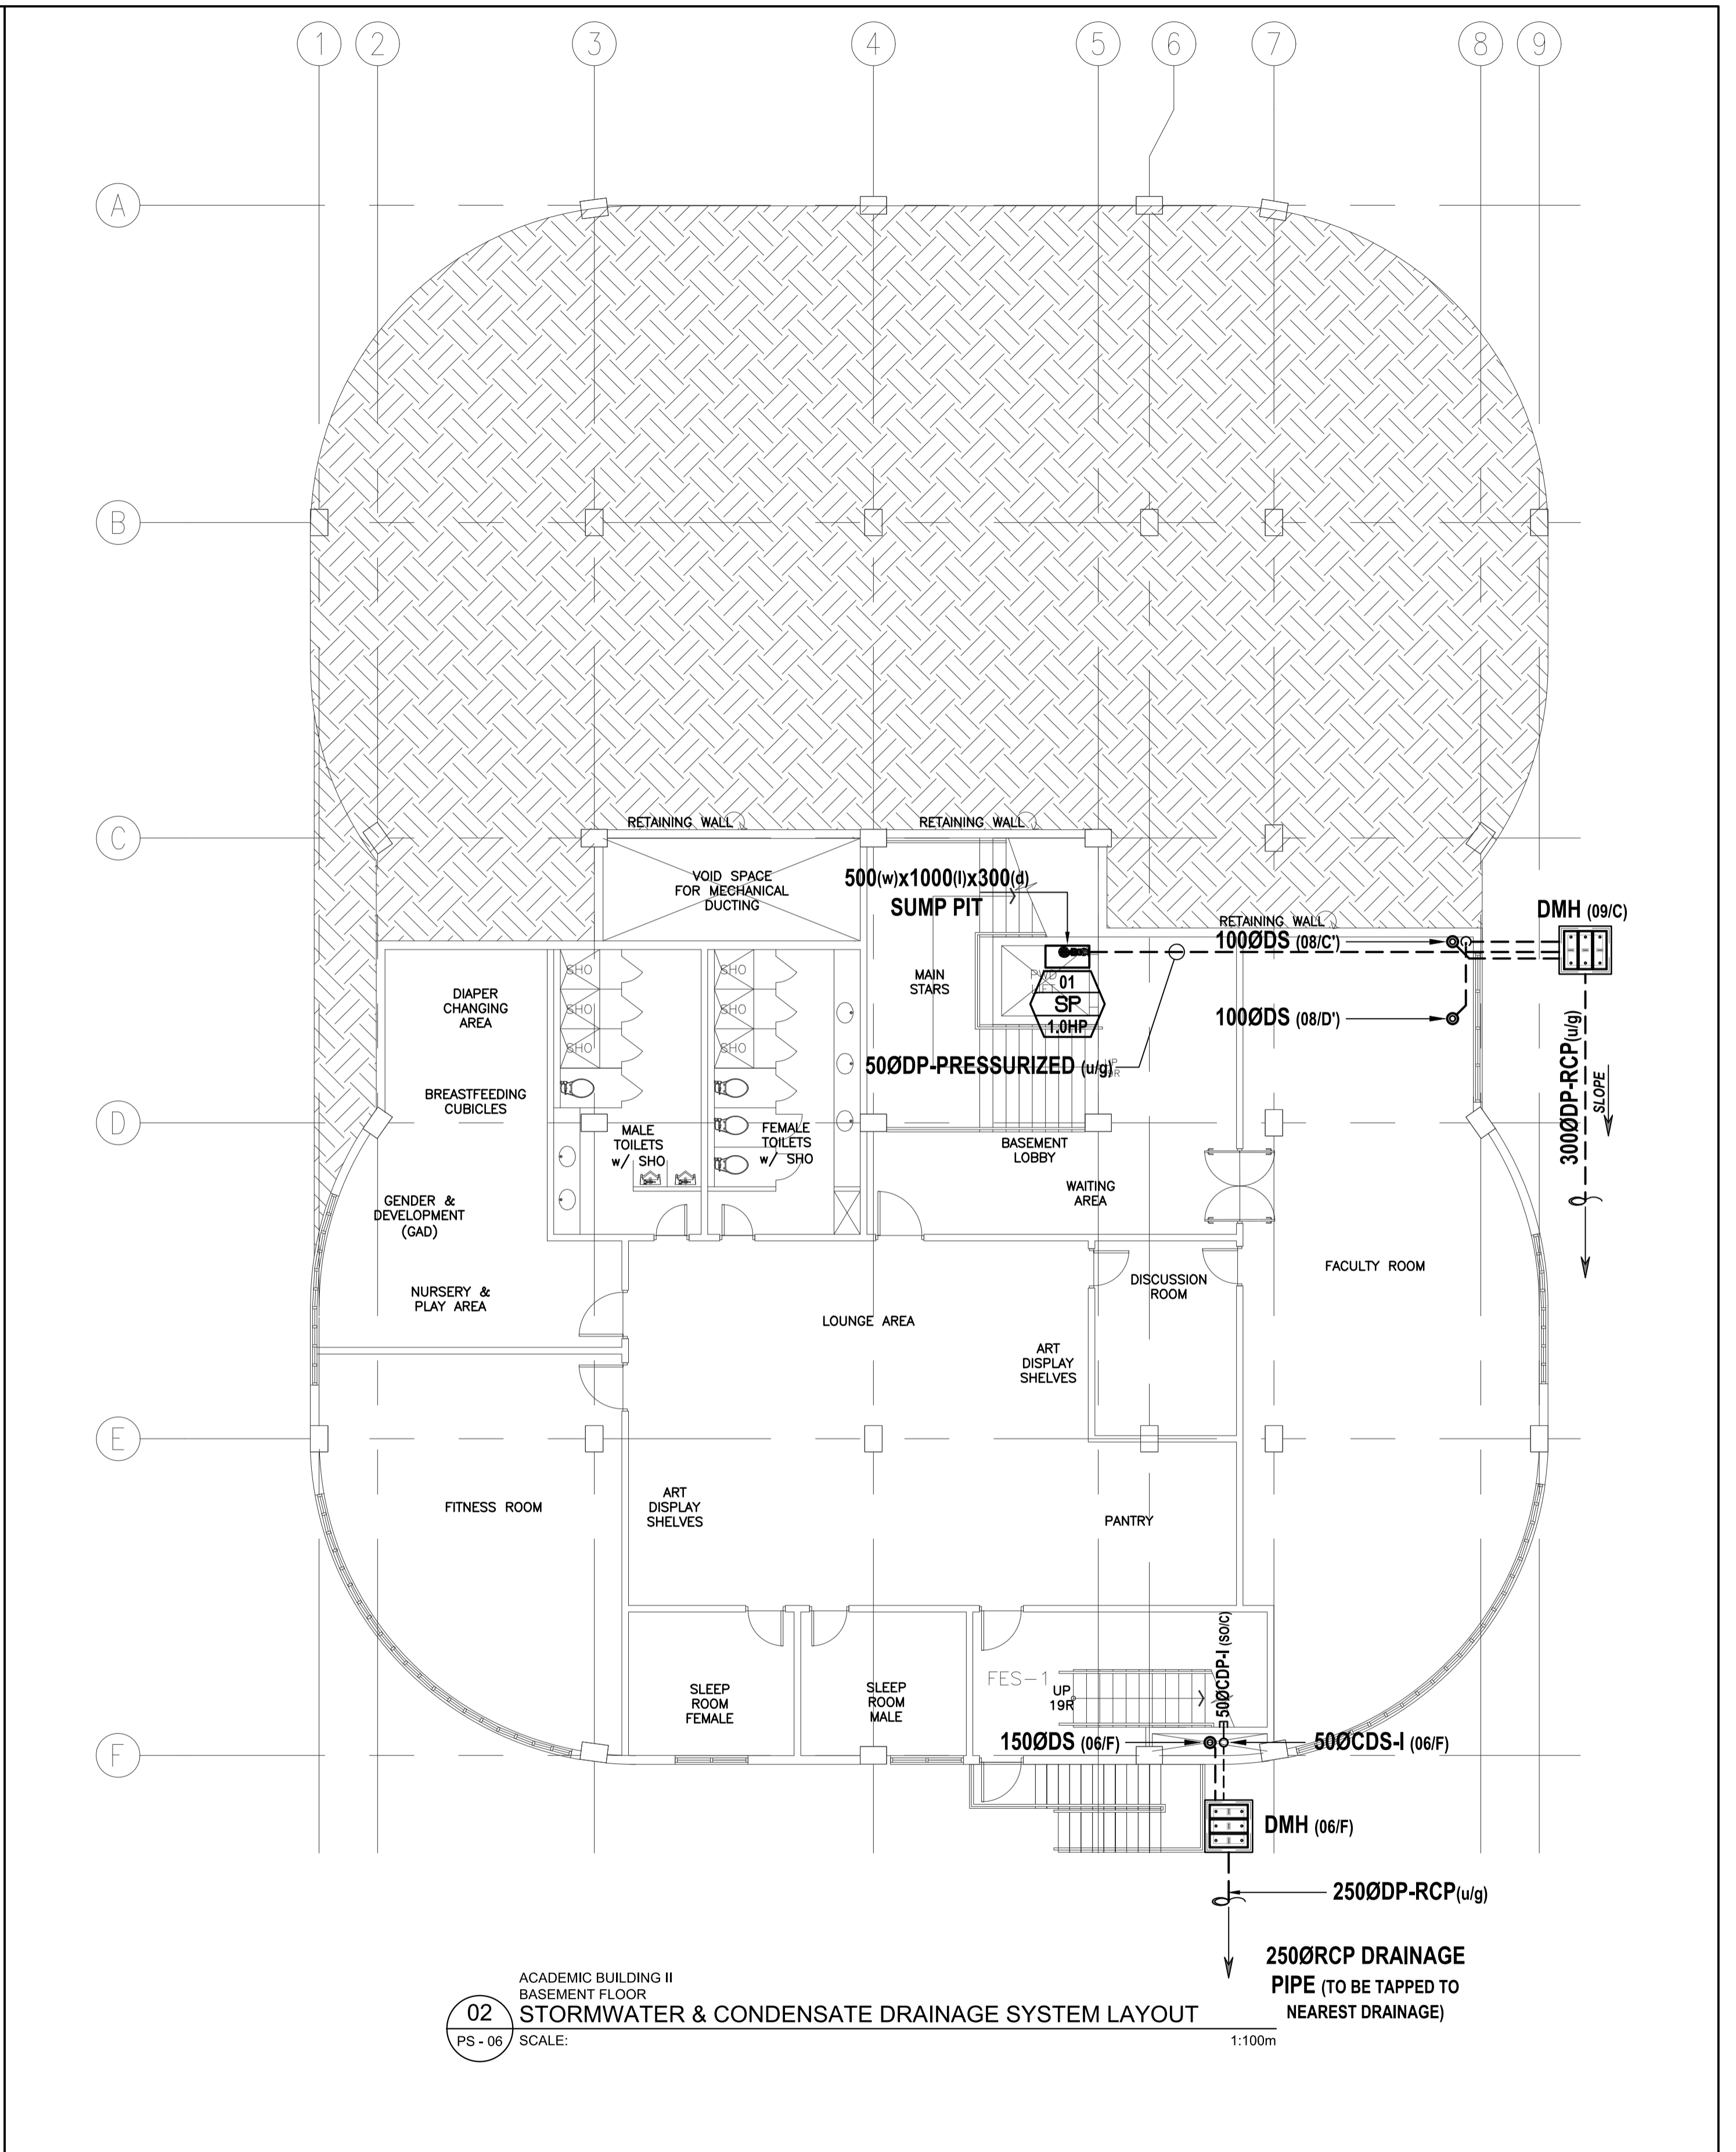 1 2 3 4 5 6 7 8 9
A
B
C
D
E
F
RETAINING WALL
RETAINING WALL
VOID SPACE
FOR MECHANICAL
DUCTING
500(w)x1000(l)x300(d)
SUMP PIT
RETAINING WALL
DMH (09/C)
100ØDS (08/C')
100ØDS (08/D')
MAIN
STARS
PWD
LIFT
01
SP
1.0HP
50ØDP-PRESSURIZED (u/g)
UP
300ØDP-RCP(u/g)
SLOPE
SHO
SHO
SHO
SHO
SHO
SHO
DIAPER
CHANGING
AREA
BREASTFEEDING
CUBICLES
MALE
TOILETS
w/ SHO
FEMALE
TOILETS
w/ SHO
BASEMENT
LOBBY
WAITING
AREA
GENDER &
DEVELOPMENT
(GAD)
NURSERY &
PLAY AREA
LOUNGE AREA
DISCUSSION
ROOM
FACULTY ROOM
ART
DISPLAY
SHELVES
FITNESS ROOM
ART
DISPLAY
SHELVES
PANTRY
SLEEP
ROOM
FEMALE
SLEEP
ROOM
MALE
FES-1
UP
19R
50ØCDP-I (SO/C)
150ØDS (06/F)
50ØCDS-I (06/F)
DMH (06/F)
250ØDP-RCP(u/g)
250ØRCP DRAINAGE
PIPE (TO BE TAPPED TO
NEAREST DRAINAGE)
02
PS - 06
ACADEMIC BUILDING II
BASEMENT FLOOR
STORMWATER & CONDENSATE DRAINAGE SYSTEM LAYOUT
SCALE: 1:100m